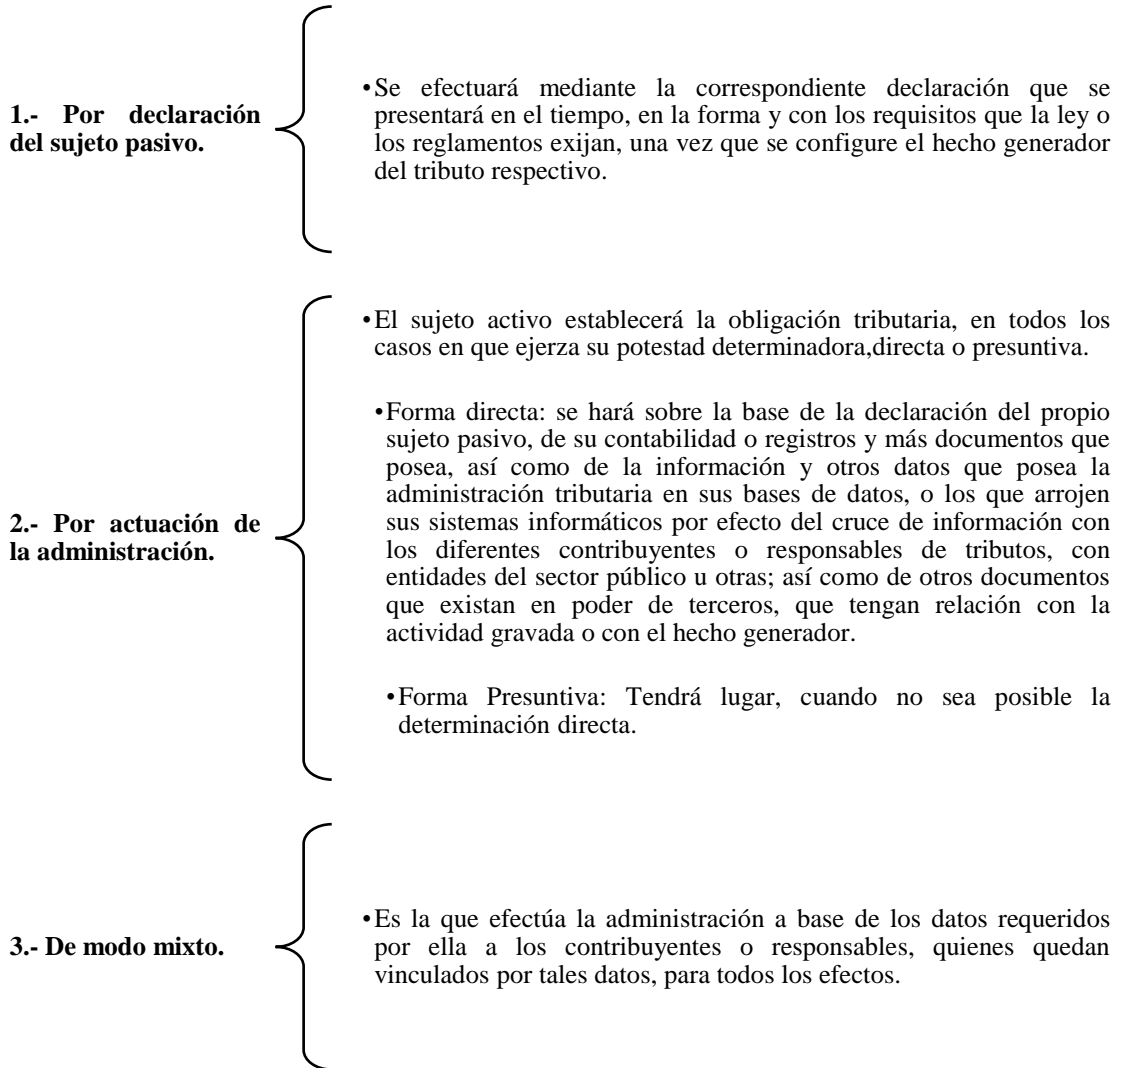 1.- Por declaración
del sujeto pasivo.
•Se efectuará mediante la correspondiente declaración que se
presentará en el tiempo, en la forma y con los requisitos que la ley o
los reglamentos exijan, una vez que se configure el hecho generador
del tributo respectivo.
2.- Por actuación de
la administración.
•El sujeto activo establecerá la obligación tributaria, en todos los
casos en que ejerza su potestad determinadora,directa o presuntiva.
•Forma directa: se hará sobre la base de la declaración del propio
sujeto pasivo, de su contabilidad o registros y más documentos que
posea, así como de la información y otros datos que posea la
administración tributaria en sus bases de datos, o los que arrojen
sus sistemas informáticos por efecto del cruce de información con
los diferentes contribuyentes o responsables de tributos, con
entidades del sector público u otras; así como de otros documentos
que existan en poder de terceros, que tengan relación con la
actividad gravada o con el hecho generador.
•Forma Presuntiva: Tendrá lugar, cuando no sea posible la
determinación directa.
3.- De modo mixto.
•Es la que efectúa la administración a base de los datos requeridos
por ella a los contribuyentes o responsables, quienes quedan
vinculados por tales datos, para todos los efectos.